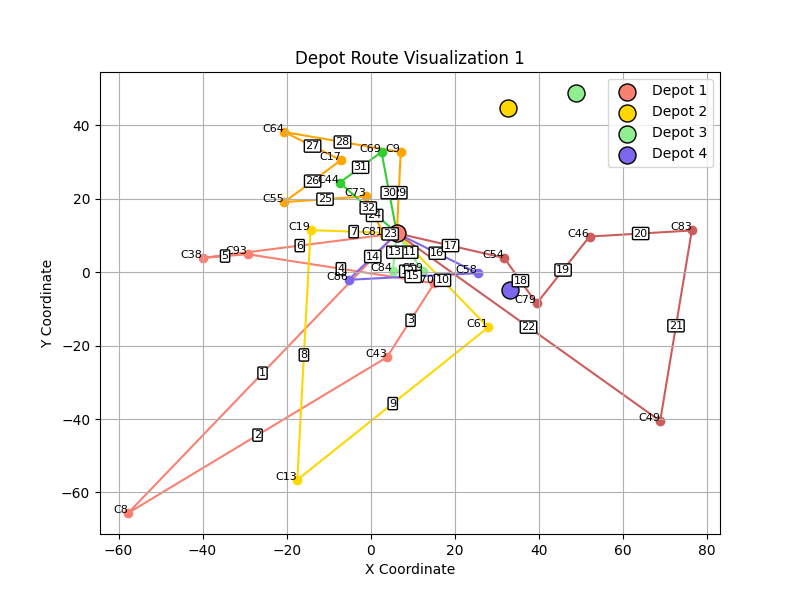 Depot Route Visualization 1
Depot 1
Depot 2
Depot 3
Depot 4
Y Coordinate
40
20
0
−20
−40
−60
−60
−40
−20
0
20
40
60
80
X Coordinate
C64
28
27
C17
C69
C9
31
C44
26
C55
25
C73
30
29
32
24
C19
7
C81
23
C38
5
C93
6
14
13
11
16
17
C54
C46
20
C83
4
C86
C84
15
10
C58
18
19
C79
3
C61
22
21
C43
8
1
9
2
C49
C13
C8